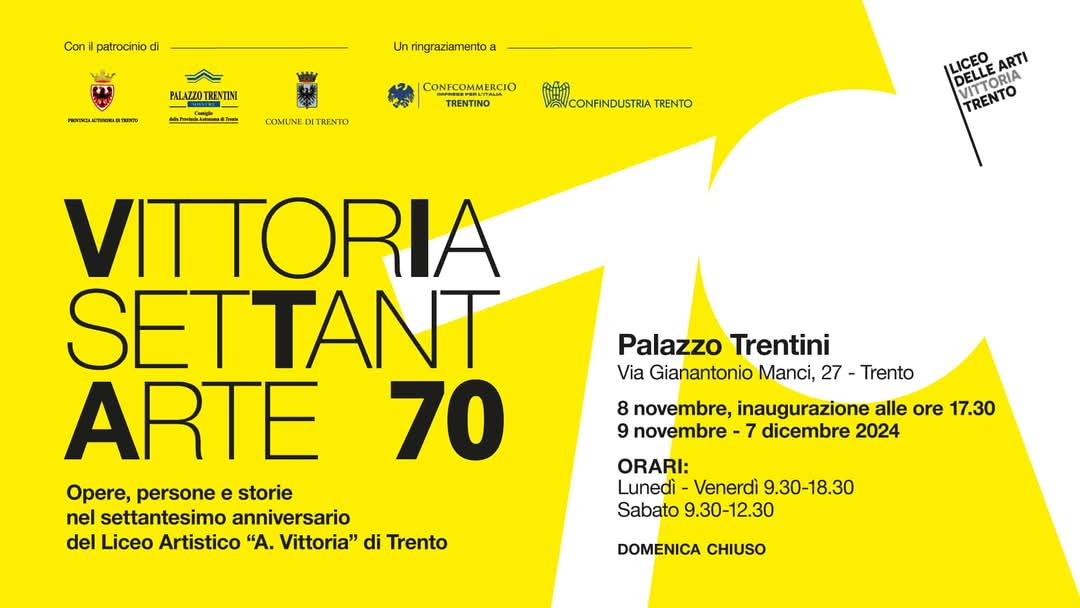 Con il patrocinio di
PROVINCIA AUTONOMA DI TRENTO
PALAZZO TRENTINI
Consiglio
della Provincia Autonoma di Trento
COMUNE DI TRENTO
Un ringraziamento a
CONFCOMMERCIO
IMPRESE PER L'ITALIA
TRENTINO
CONFINDUSTRIA TRENTO
LICEO
DELLE ARTI
VITTORIA
TRENTO
VITTORIA
SETTANT
ARTE 70
Opere, persone e storie
nel settantesimo anniversario
del Liceo Artistico “A. Vittoria” di Trento
Palazzo Trentini
Via Gianantonio Manci, 27 - Trento
8 novembre, inaugurazione alle ore 17.30
9 novembre - 7 dicembre 2024
ORARI:
Lunedì - Venerdì 9.30-18.30
Sabato 9.30-12.30
DOMENICA CHIUSO